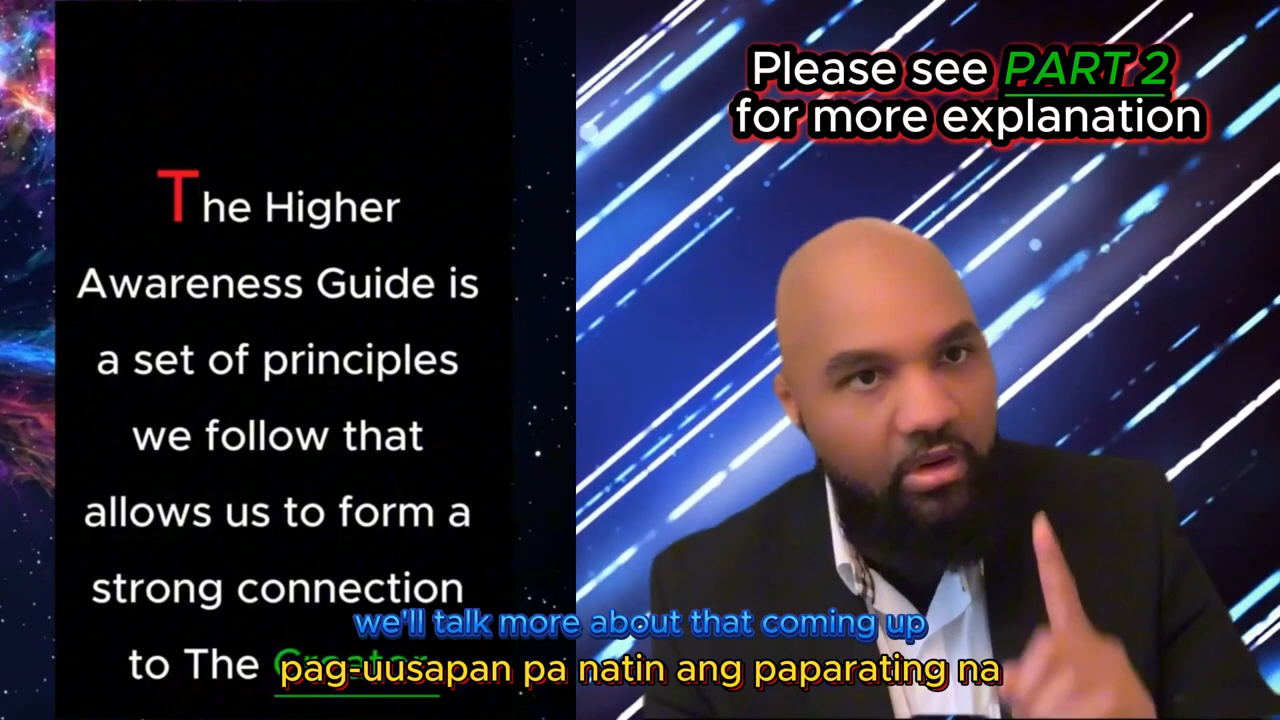 The Higher
Awareness Guide is
a set of principles
we follow that
allows us to form a
strong connection
to The Creator
Please see PART 2
for more explanation
we'll talk more about that coming up
pag-uusapan pa natin ang paparating na